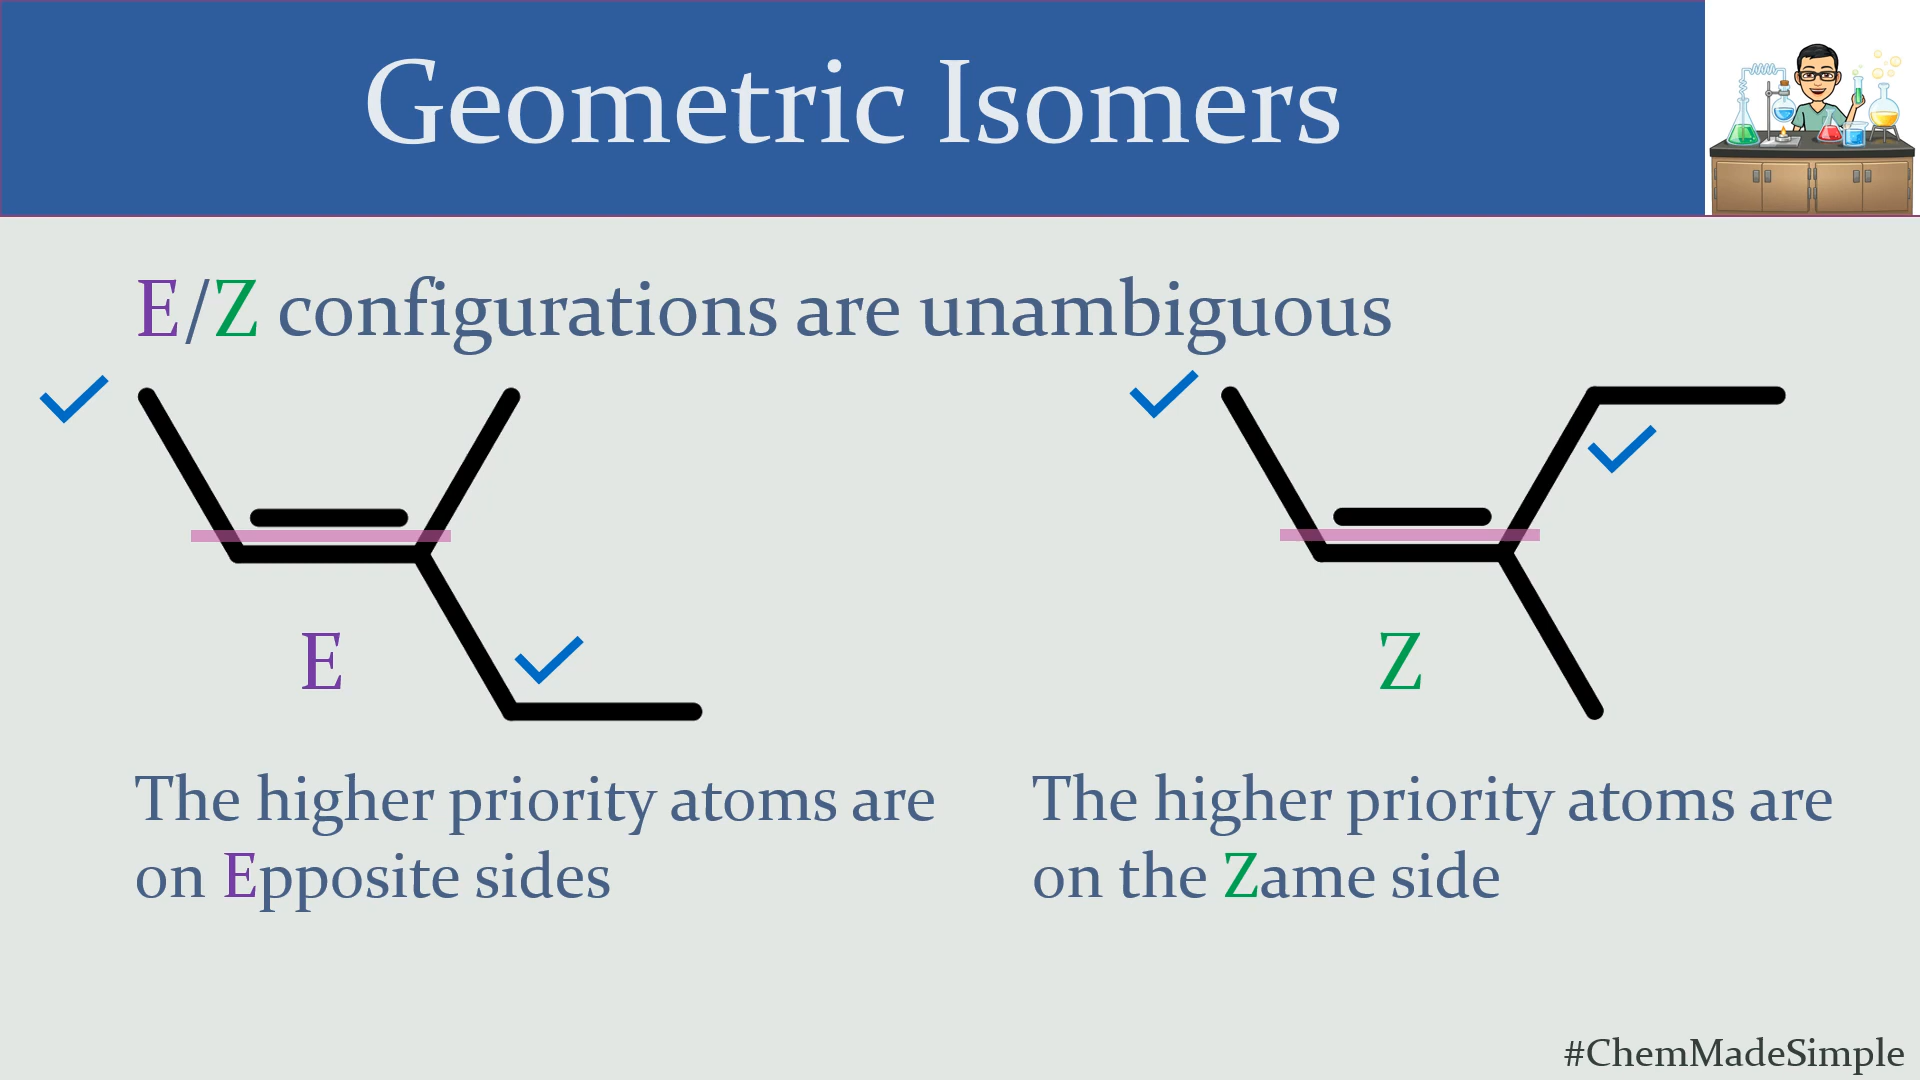 Geometric Isomers
E/Z configurations are unambiguous
E
Z
The higher priority atoms are
on Epposite sides
The higher priority atoms are
on the Zame side
#ChemMadeSimple